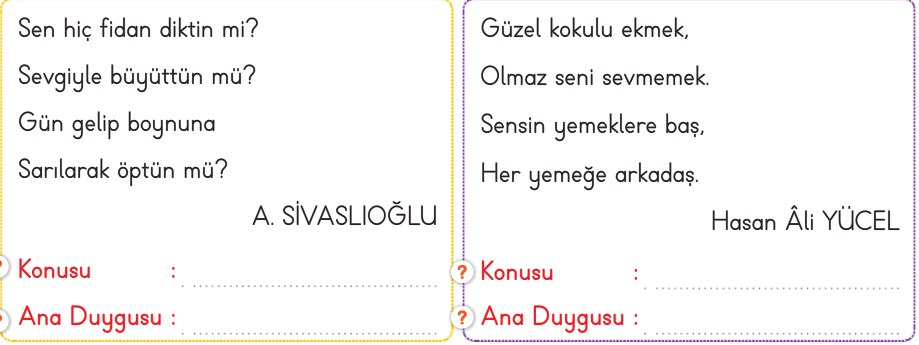 Sen hiç fidan diktin mi?
Sevgiyle büyüttün mü?
Gün gelip boynuna
Sarılarak öptün mü?
A. SİVASLIOĞLU
? Konusu :
? Ana Duygusu :
Güzel kokulu ekmek,
Olmaz seni sevmemek.
Sensin yemeklere baş,
Her yemeğe arkadaş.
Hasan Âli YÜCEL
? Konusu :
? Ana Duygusu :